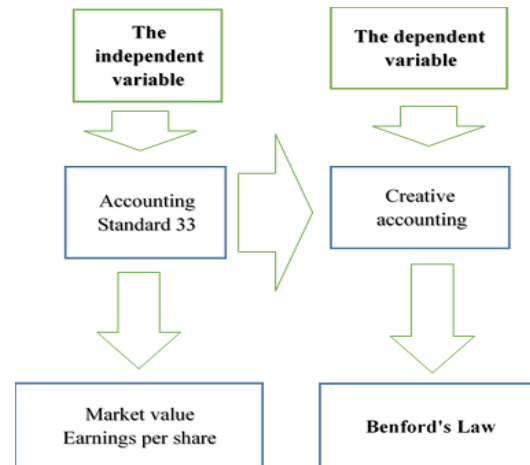 The
independent
variable
The dependent
variable
Accounting
Standard 33
Creative
accounting
Market value
Earnings per share
Benford's Law